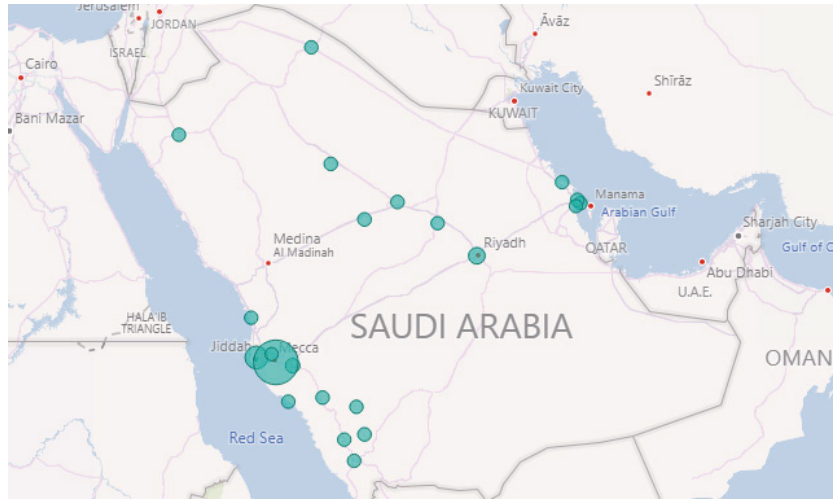 Jerusalem
JORDAN
ISRAEL
Cairo
Āvāz
Kuwait City
Shīrāz
KUWAIT
Bani Mazar
Manama
Arabian Gulf
Sharjah City
Medina
Al Madinah
Riyadh
QATAR
Gulf of O
Abu Dhabi
U.A.E.
HALA'IB
TRIANGLE
SAUDI ARABIA
Jiddah
Mecca
OMAN
Red Sea